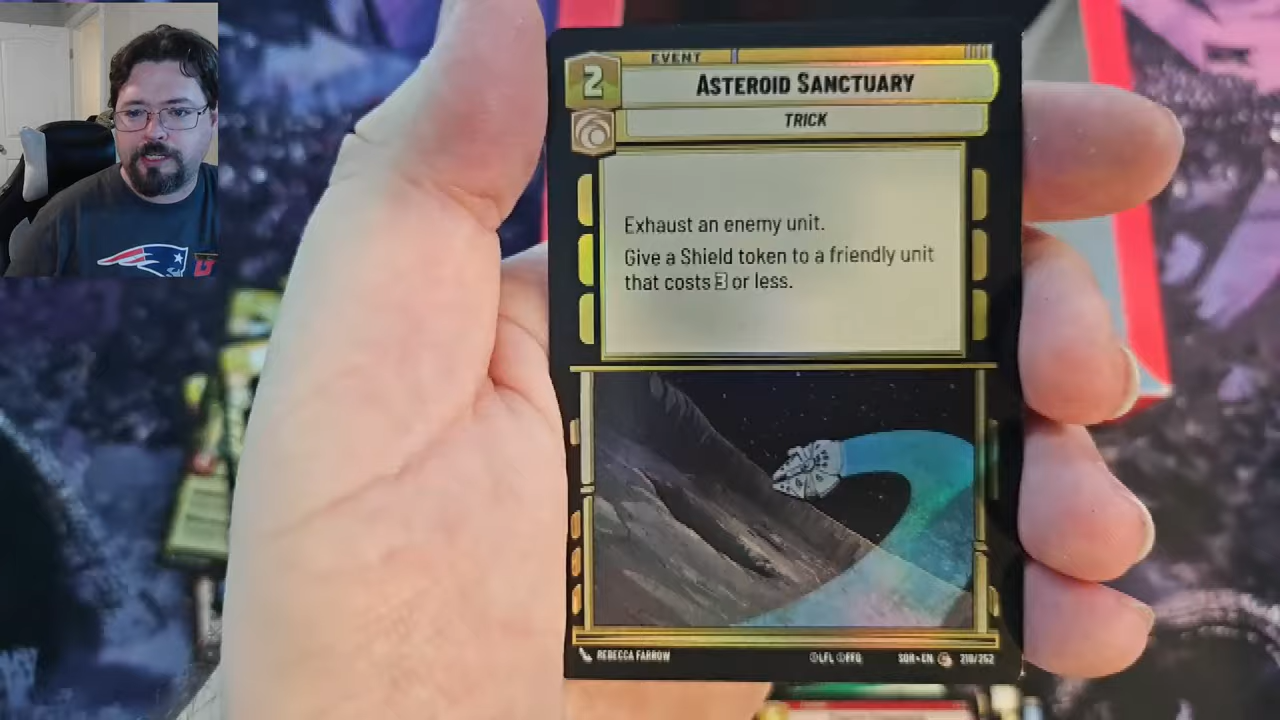 EVENT
2
ASTEROID SANCTUARY
TRICK
Exhaust an enemy unit.
Give a Shield token to a friendly unit
that costs 3 or less.
REBECCA FARROW
©LFL ©FFG
SOR • EN
C
218/252